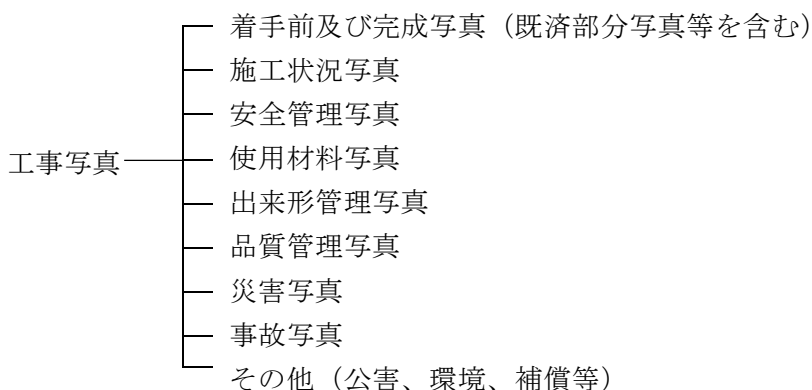 着手前及び完成写真（既済部分写真等を含む）
施工状況写真
安全管理写真
工事写真
使用材料写真
出来形管理写真
品質管理写真
災害写真
事故写真
その他（公害、環境、補償等）